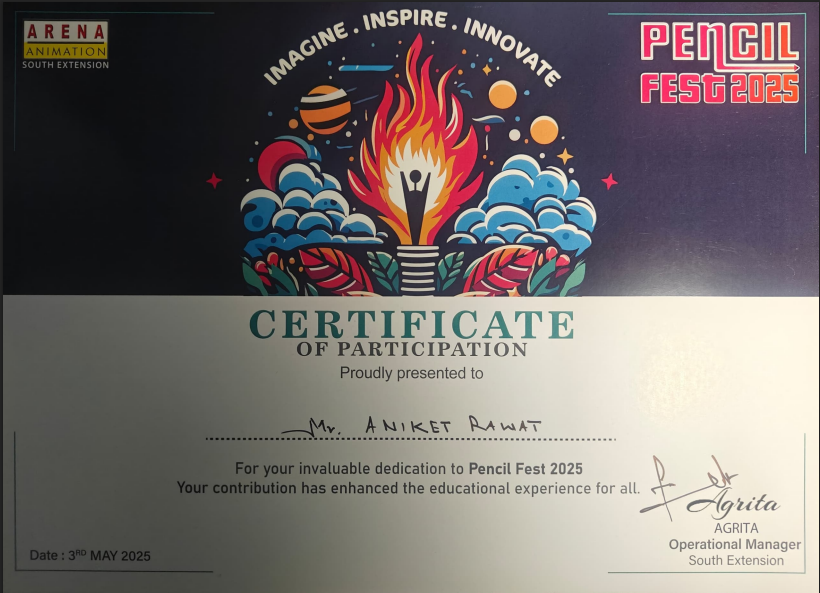 ARENA
ANIMATION
SOUTH EXTENSION
IMAGINE . INSPIRE . INNOVATE
PENCIL
FEST 2025
CERTIFICATE
OF PARTICIPATION
Proudly presented to
Mr. ANIKET RAWAT
For your invaluable dedication to Pencil Fest 2025
Your contribution has enhanced the educational experience for all.
Agrita
AGRITA
Operational Manager
South Extension
Date : 3RD MAY 2025